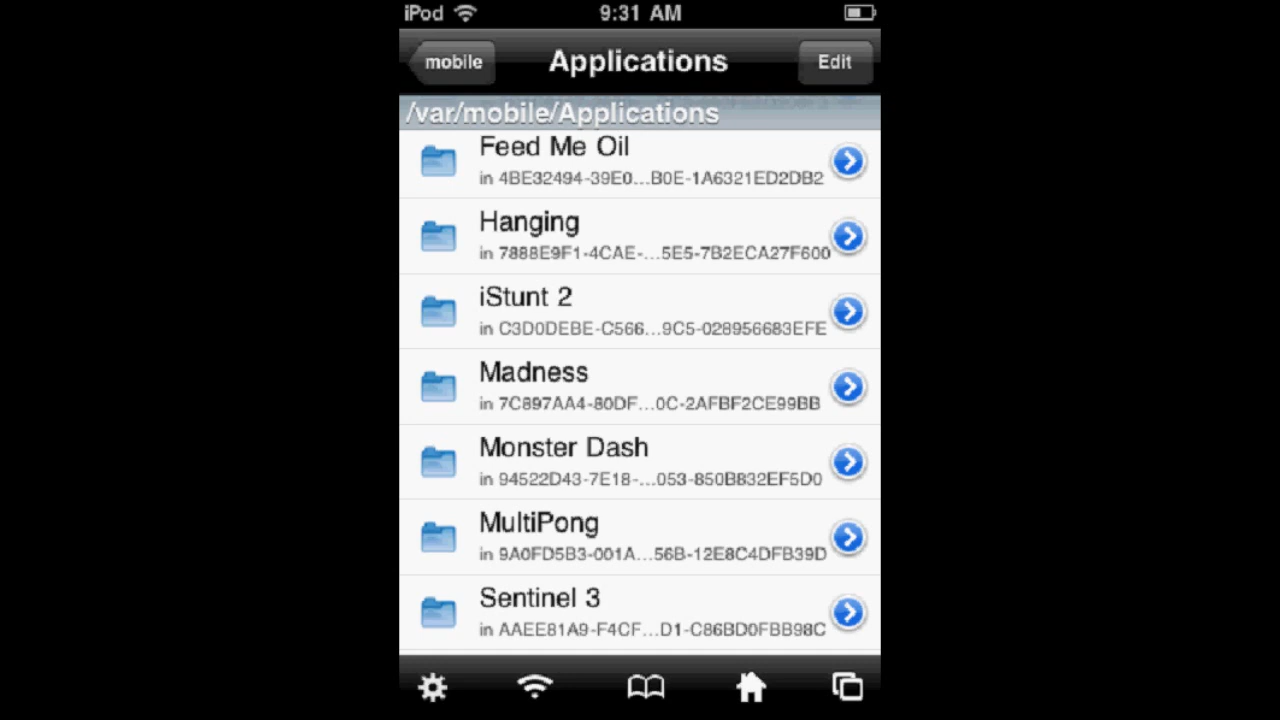 iPod 9:31 AM
mobile Applications Edit
/var/mobile/Applications
Feed Me Oil
in 4BE32494-39E0...B0E-1A6321ED2DB2
Hanging
in 7888E9F1-4CAE-...5E5-7B2ECA27F600
iStunt 2
in C3D0DEBE-C566...9C5-028956683EFE
Madness
in 7C897AA4-80DF...0C-2AFBF2CE99BB
Monster Dash
in 94522D43-7E18-...053-850B832EF5D0
MultiPong
in 9A0FD5B3-001A...56B-12E8C4DFB39D
Sentinel 3
in AAEE81A9-F4CF...D1-C86BD0FBB98C